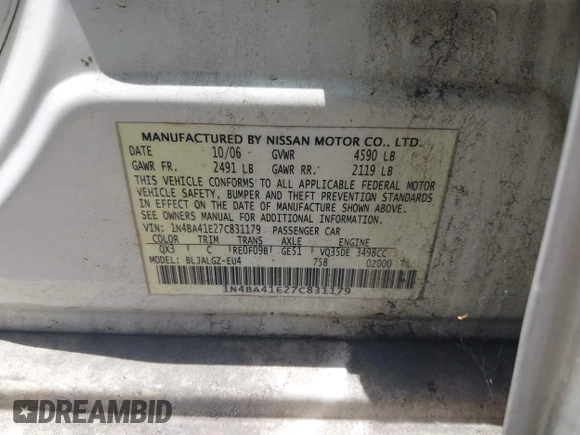 MANUFACTURED BY NISSAN MOTOR CO., LTD.
DATE 10/06 GVWR 4590 LB
GAWR FR. 2491 LB GAWR RR. 2119 LB
THIS VEHICLE CONFORMS TO ALL APPLICABLE FEDERAL MOTOR
VEHICLE SAFETY, BUMPER AND THEFT PREVENTION STANDARDS
IN EFFECT ON THE DATE OF MANUFACTURE SHOWN ABOVE.
SEE OWNERS MANUAL FOR ADDITIONAL INFORMATION.
VIN: 1N4BA41E27C831179 PASSENGER CAR
COLOR TRIM TRANS AXLE ENGINE
QX3 C RE0F09B GE51 VQ35DE 3498CC
MODEL: BLJALGZ-EU4 758 02000
1N4BA41E27C831179
DREAMBID